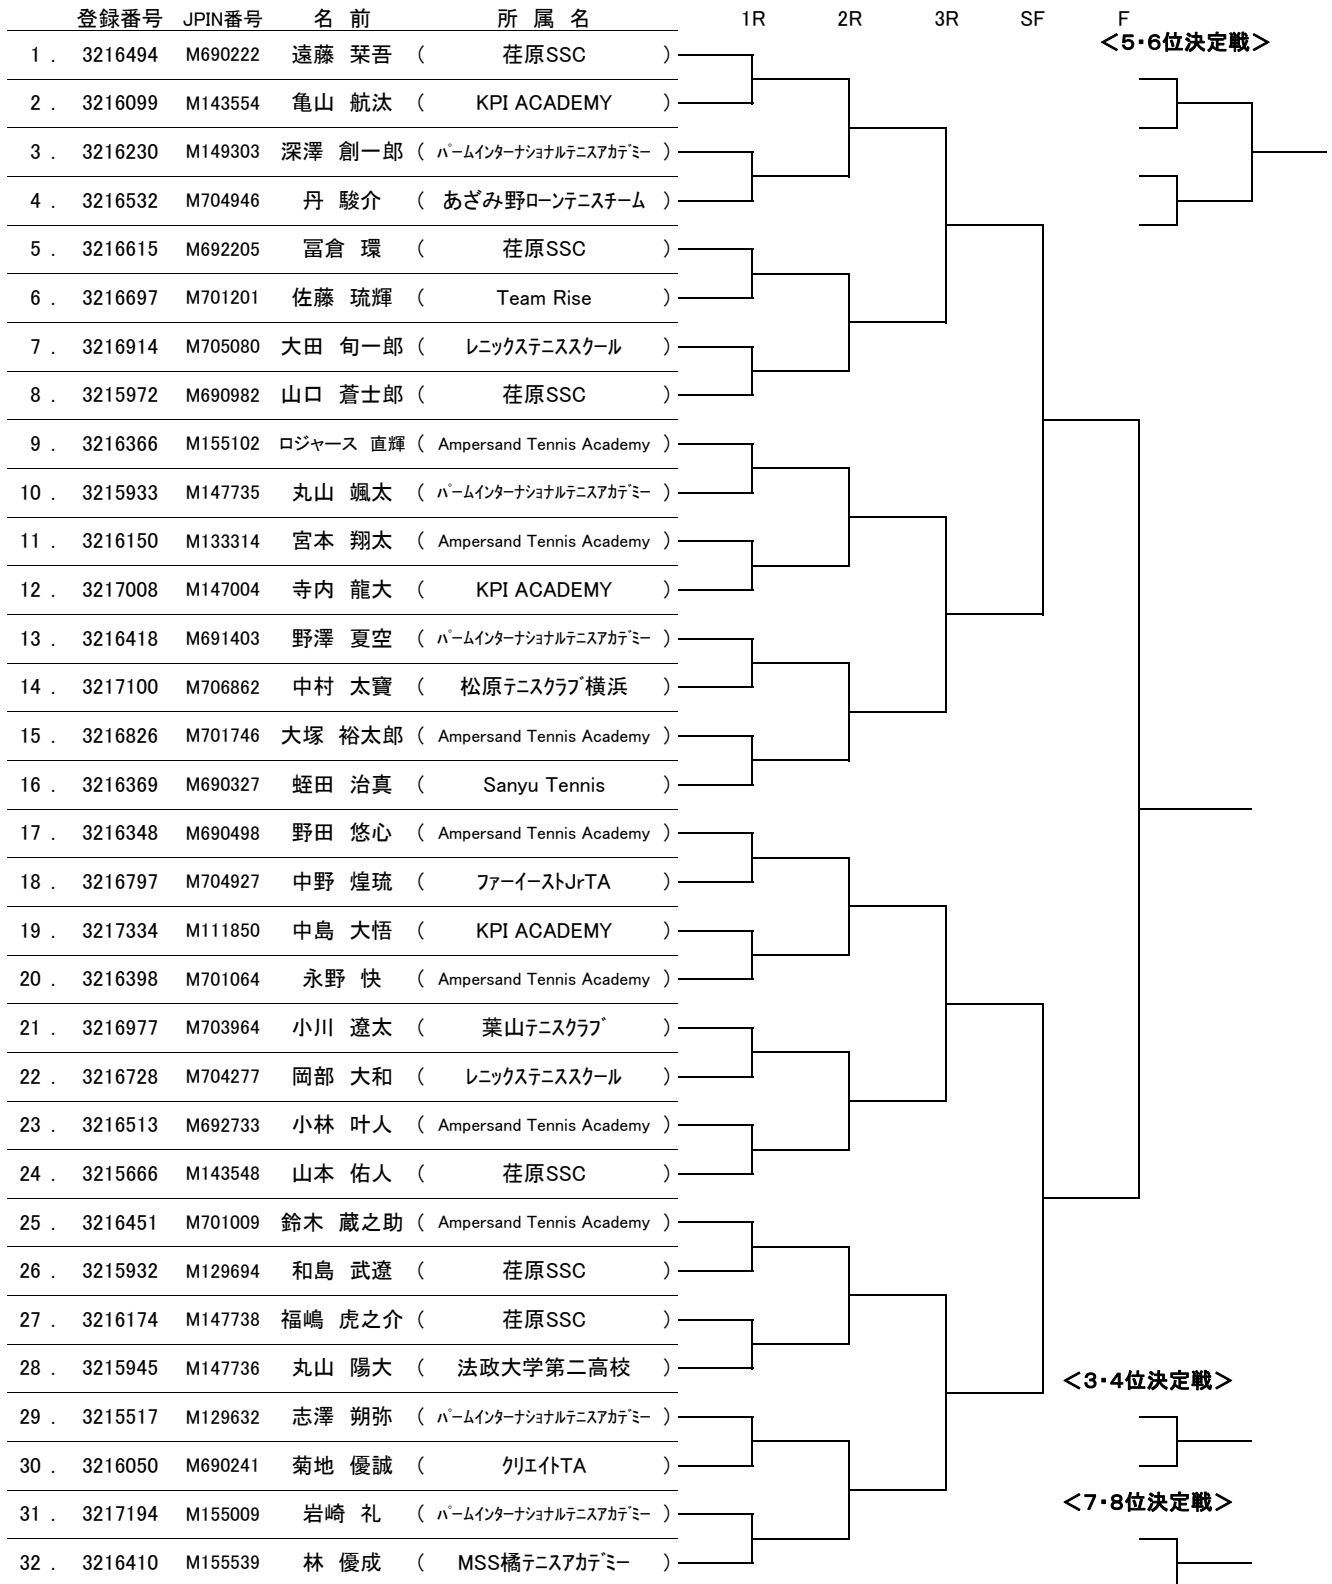 登録番号 JPIN番号 名 前 所 属 名 1R 2R 3R SF F
＜5・6位決定戦＞
1 . 3216494 M690222 遠藤 栞吾 ( 荏原SSC )
2 . 3216099 M143554 亀山 航汰 ( KPI ACADEMY )
3 . 3216230 M149303 深澤 創一郎 ( ﾊﾟｰﾑｲﾝﾀｰﾅｼｮﾅﾙﾃﾆｽｱｶﾃﾞﾐｰ )
4 . 3216532 M704946 丹 駿介 ( あざみ野ﾛｰﾝﾃﾆｽﾁｰﾑ )
5 . 3216615 M692205 冨倉 環 ( 荏原SSC )
6 . 3216697 M701201 佐藤 琉輝 ( Team Rise )
7 . 3216914 M705080 大田 旬一郎 ( ﾚﾆｯｸｽﾃﾆｽｽｸｰﾙ )
8 . 3215972 M690982 山口 蒼士郎 ( 荏原SSC )
9 . 3216366 M155102 ロジャース 直輝 ( Ampersand Tennis Academy )
10 . 3215933 M147735 丸山 颯太 ( ﾊﾟｰﾑｲﾝﾀｰﾅｼｮﾅﾙﾃﾆｽｱｶﾃﾞﾐｰ )
11 . 3216150 M133314 宮本 翔太 ( Ampersand Tennis Academy )
12 . 3217008 M147004 寺内 龍大 ( KPI ACADEMY )
13 . 3216418 M691403 野澤 夏空 ( ﾊﾟｰﾑｲﾝﾀｰﾅｼｮﾅﾙﾃﾆｽｱｶﾃﾞﾐｰ )
14 . 3217100 M706862 中村 太寶 ( 松原ﾃﾆｽｸﾗﾌﾞ横浜 )
15 . 3216826 M701746 大塚 裕太郎 ( Ampersand Tennis Academy )
16 . 3216369 M690327 蛭田 治真 ( Sanyu Tennis )
17 . 3216348 M690498 野田 悠心 ( Ampersand Tennis Academy )
18 . 3216797 M704927 中野 煌琉 ( ﾌｧｰｲｰｽﾄJrTA )
19 . 3217334 M111850 中島 大悟 ( KPI ACADEMY )
20 . 3216398 M701064 永野 快 ( Ampersand Tennis Academy )
21 . 3216977 M703964 小川 遼太 ( 葉山ﾃﾆｽｸﾗﾌﾞ )
22 . 3216728 M704277 岡部 大和 ( ﾚﾆｯｸｽﾃﾆｽｽｸｰﾙ )
23 . 3216513 M692733 小林 叶人 ( Ampersand Tennis Academy )
24 . 3215666 M143548 山本 佑人 ( 荏原SSC )
25 . 3216451 M701009 鈴木 蔵之助 ( Ampersand Tennis Academy )
26 . 3215932 M129694 和島 武遼 ( 荏原SSC )
27 . 3216174 M147738 福嶋 虎之介 ( 荏原SSC )
28 . 3215945 M147736 丸山 陽大 ( 法政大学第二高校 )
＜3・4位決定戦＞
29 . 3215517 M129632 志澤 朔弥 ( ﾊﾟｰﾑｲﾝﾀｰﾅｼｮﾅﾙﾃﾆｽｱｶﾃﾞﾐｰ )
30 . 3216050 M690241 菊地 優誠 ( ｸﾘｴｲﾄTA )
＜7・8位決定戦＞
31 . 3217194 M155009 岩崎 礼 ( ﾊﾟｰﾑｲﾝﾀｰﾅｼｮﾅﾙﾃﾆｽｱｶﾃﾞﾐｰ )
32 . 3216410 M155539 林 優成 ( MSS橘ﾃﾆｽｱｶﾃﾞﾐｰ )